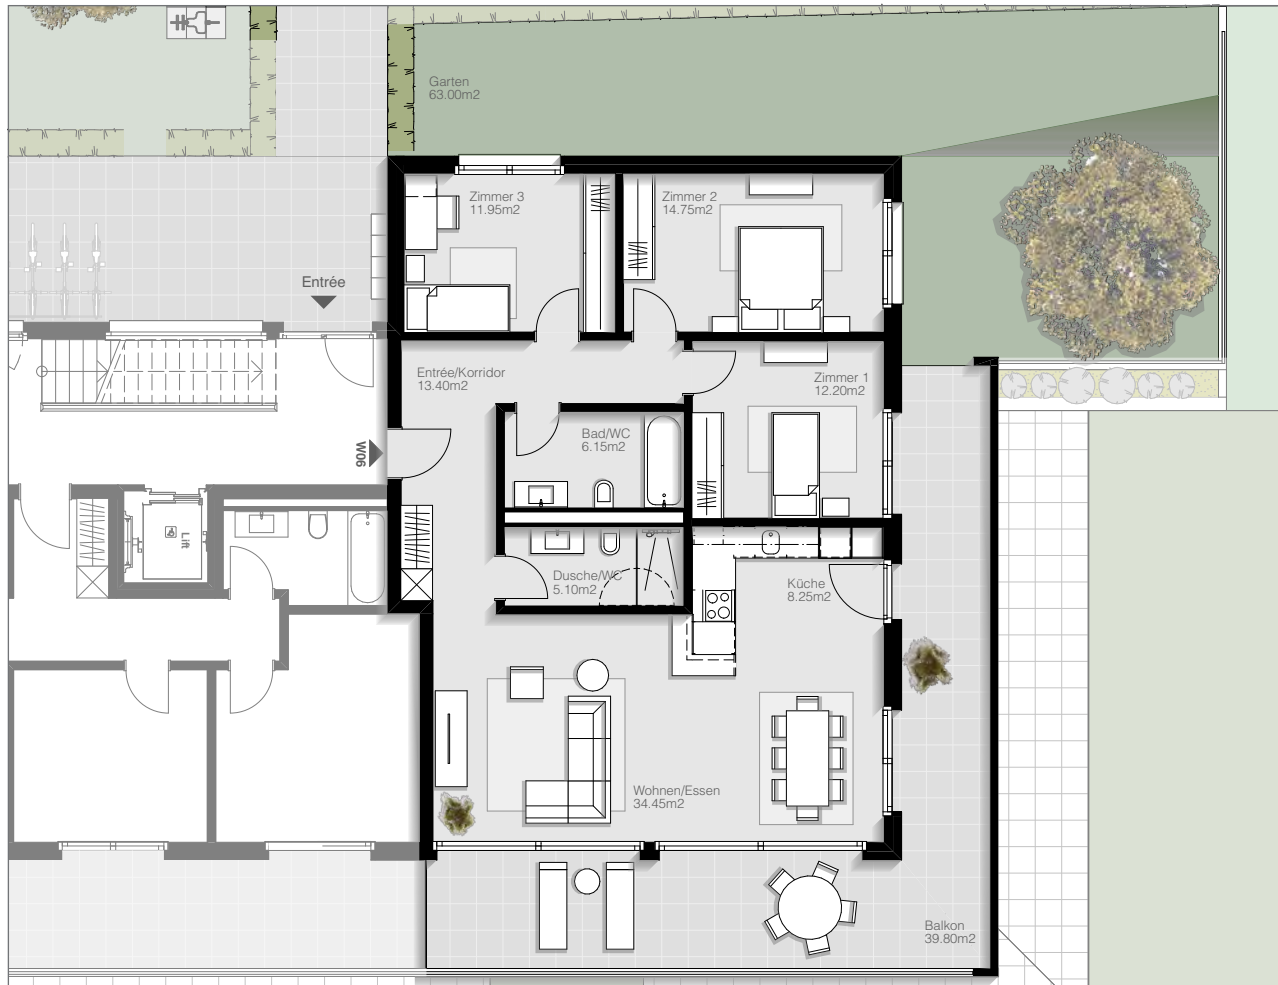 Garten
63.00m2
Zimmer 3
11.95m2
Zimmer 2
14.75m2
Entrée
Entrée/Korridor
13.40m2
Zimmer 1
12.20m2
W06
Bad/WC
6.15m2
Lift
Dusche/WC
5.10m2
Küche
8.25m2
Wohnen/Essen
34.45m2
Balkon
39.80m2